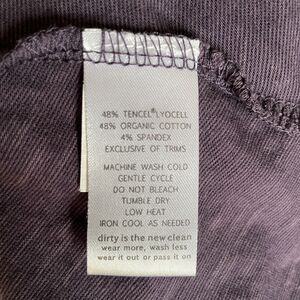 48% TENCEL®LYOCELL
48% ORGANIC COTTON
4% SPANDEX
EXCLUSIVE OF TRIMS
MACHINE WASH COLD
GENTLE CYCLE
DO NOT BLEACH
TUMBLE DRY
LOW HEAT
IRON COOL AS NEEDED
dirty is the new clean
wear more, wash less
wear it out or pass it on